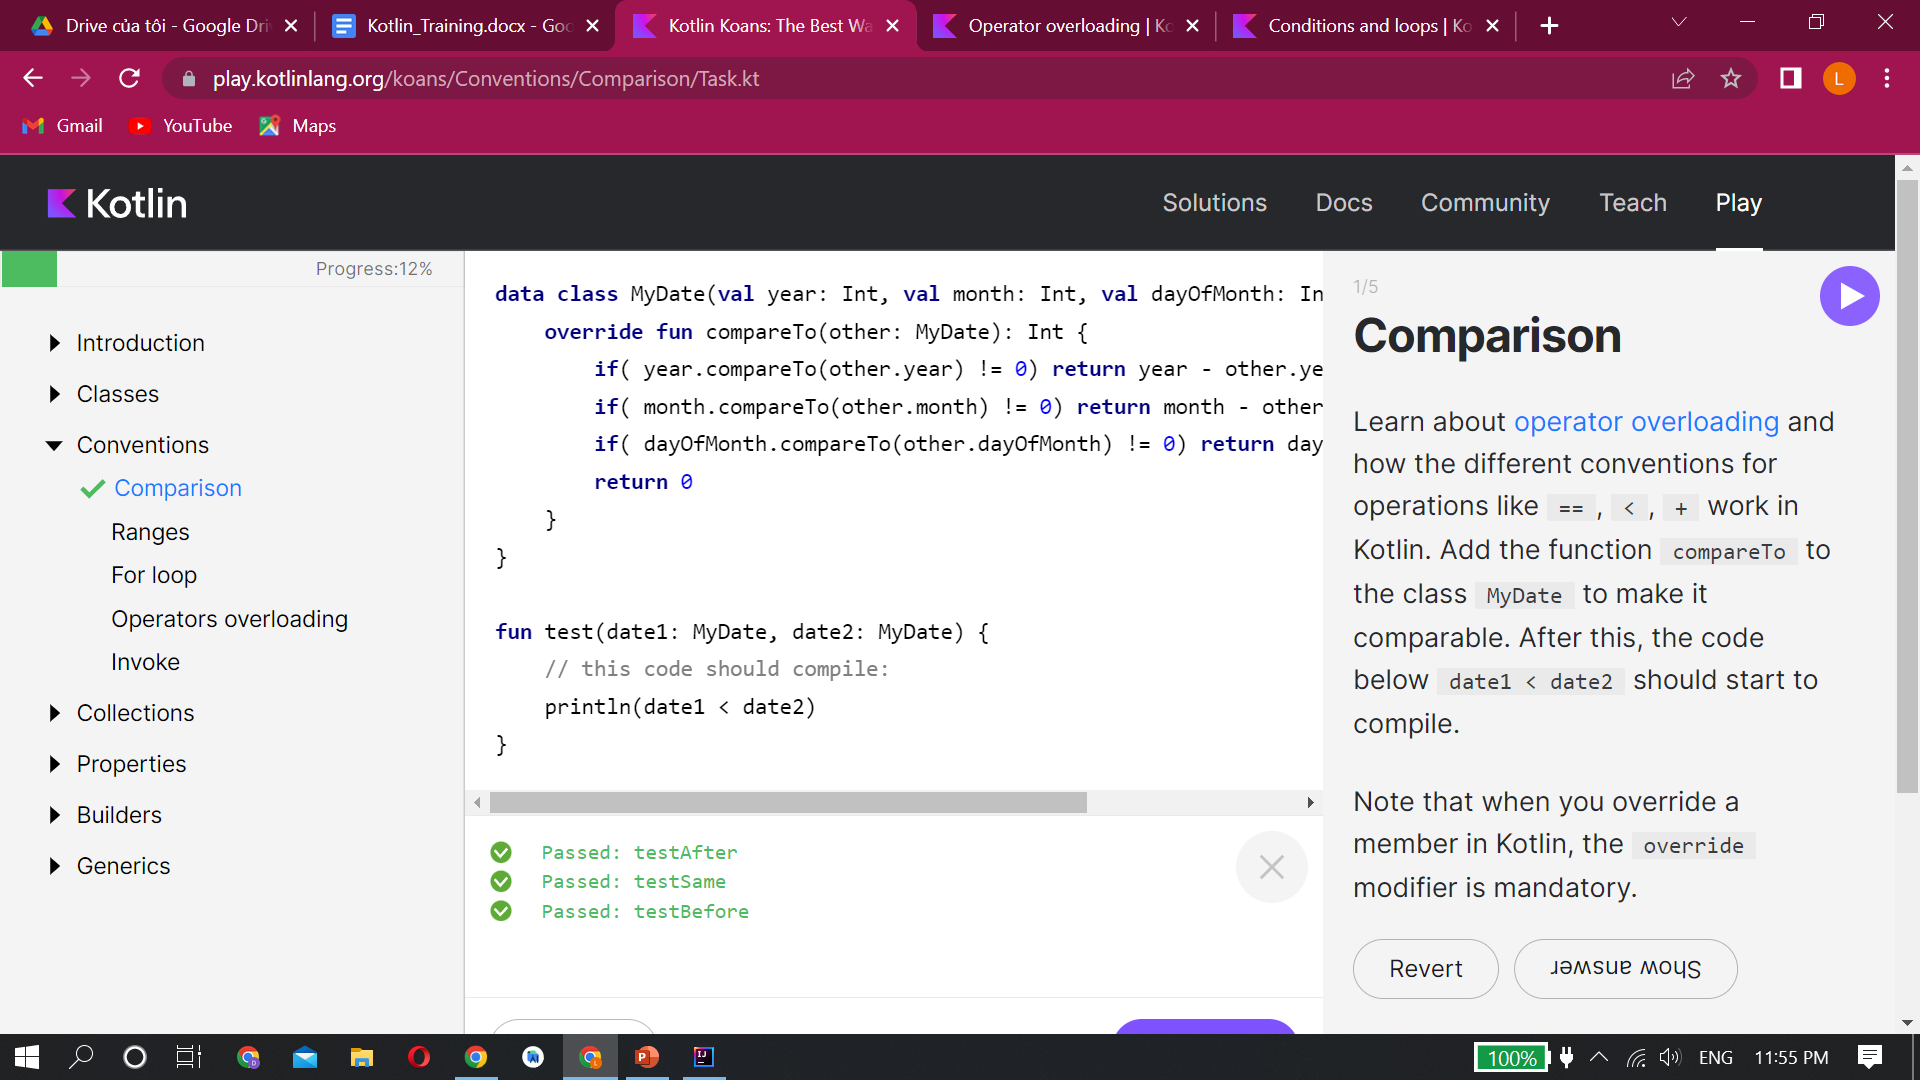 Drive của tôi - Google Dri
Kotlin_Training.docx - Goo
Kotlin Koans: The Best Wa
Operator overloading | Ko
Conditions and loops | Ko
play.kotlinlang.org/koans/Conventions/Comparison/Task.kt
L
Gmail
YouTube
Maps
Kotlin
Solutions
Docs
Community
Teach
Play
Progress:12%
Introduction
Classes
Conventions
Comparison
Ranges
For loop
Operators overloading
Invoke
Collections
Properties
Builders
Generics
data class MyDate(val year: Int, val month: Int, val dayOfMonth: In
override fun compareTo(other: MyDate): Int {
if( year.compareTo(other.year) != 0) return year - other.ye
if( month.compareTo(other.month) != 0) return month - other
if( dayOfMonth.compareTo(other.dayOfMonth) != 0) return day
return 0
}
}
fun test(date1: MyDate, date2: MyDate) {
// this code should compile:
println(date1 < date2)
}
Passed: testAfter
Passed: testSame
Passed: testBefore
1/5
Comparison
Learn about operator overloading and
how the different conventions for
operations like == , < , + work in
Kotlin. Add the function compareTo to
the class MyDate to make it
comparable. After this, the code
below date1 < date2 should start to
compile.
Note that when you override a
member in Kotlin, the override
modifier is mandatory.
Revert
Show answer
100%
ENG
11:55 PM